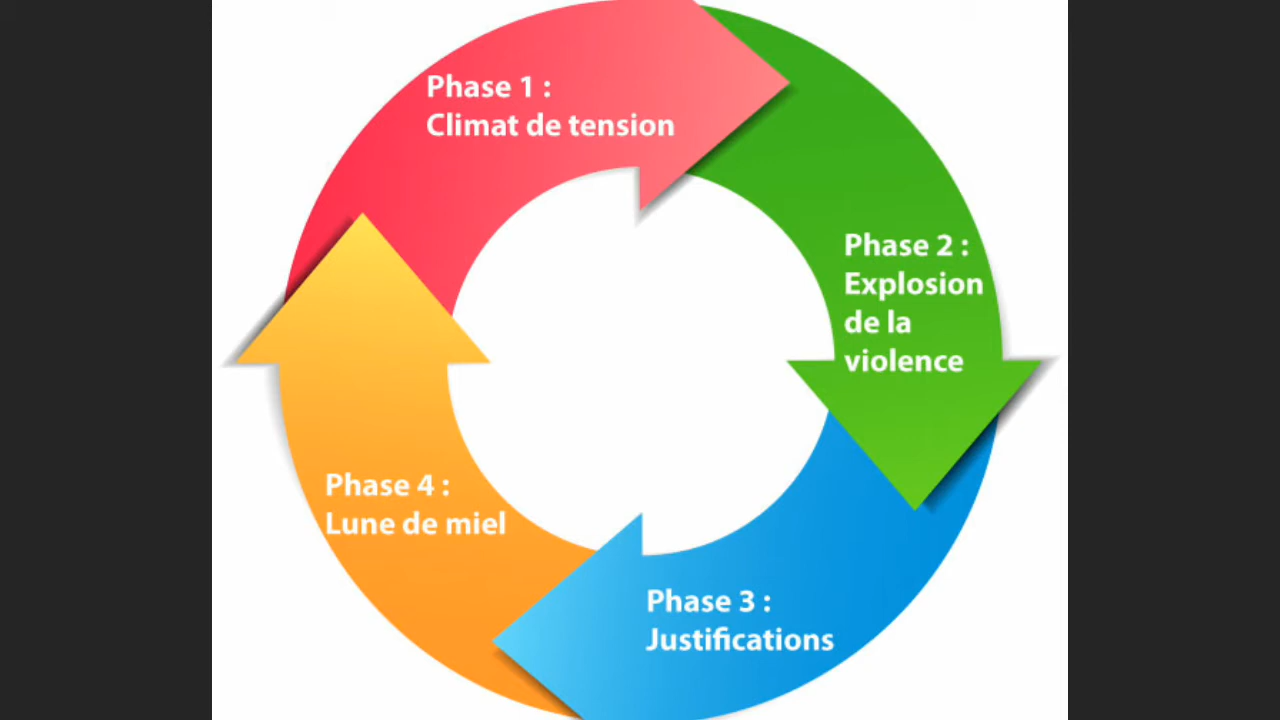 Phase 1 :
Climat de tension
Phase 2 :
Explosion
de la
violence
Phase 3 :
Justifications
Phase 4 :
Lune de miel